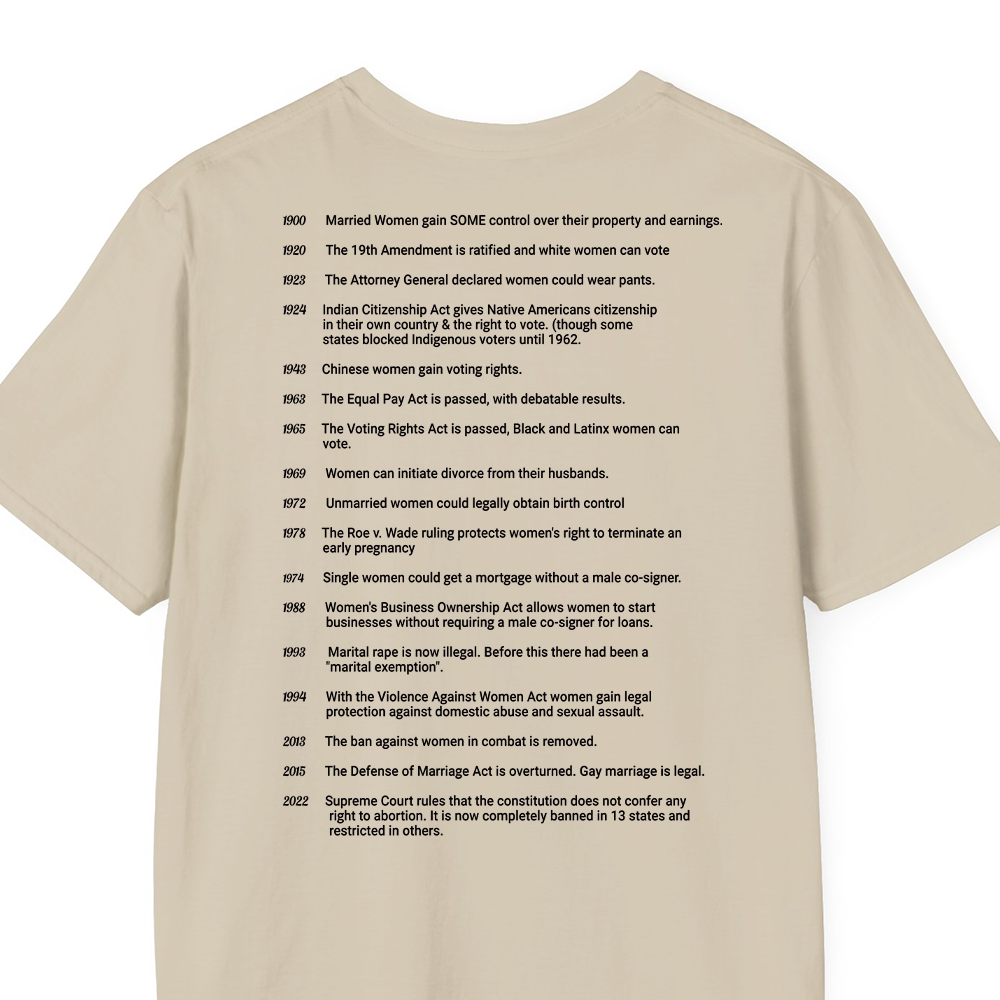 1900 Married Women gain SOME control over their property and earnings.
1920 The 19th Amendment is ratified and white women can vote
1923 The Attorney General declared women could wear pants.
1924 Indian Citizenship Act gives Native Americans citizenship
in their own country & the right to vote. (though some
states blocked Indigenous voters until 1962.
1943 Chinese women gain voting rights.
1963 The Equal Pay Act is passed, with debatable results.
1965 The Voting Rights Act is passed, Black and Latinx women can
vote.
1969 Women can initiate divorce from their husbands.
1972 Unmarried women could legally obtain birth control
1978 The Roe v. Wade ruling protects women's right to terminate an
early pregnancy
1974 Single women could get a mortgage without a male co-signer.
1988 Women's Business Ownership Act allows women to start
businesses without requiring a male co-signer for loans.
1993 Marital rape is now illegal. Before this there had been a
"marital exemption".
1994 With the Violence Against Women Act women gain legal
protection against domestic abuse and sexual assault.
2013 The ban against women in combat is removed.
2015 The Defense of Marriage Act is overturned. Gay marriage is legal.
2022 Supreme Court rules that the constitution does not confer any
right to abortion. It is now completely banned in 13 states and
restricted in others.